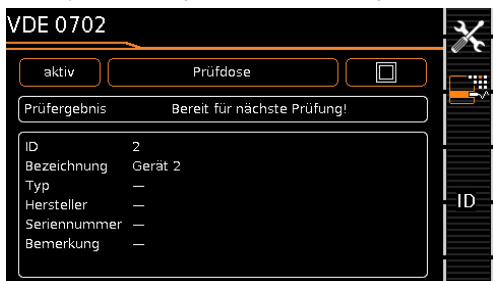 VDE 0702
aktiv Prüfdose
Prüfergebnis Bereit für nächste Prüfung!
ID 2
Bezeichnung Gerät 2
Typ —
Hersteller —
Seriennummer —
Bemerkung —
ID